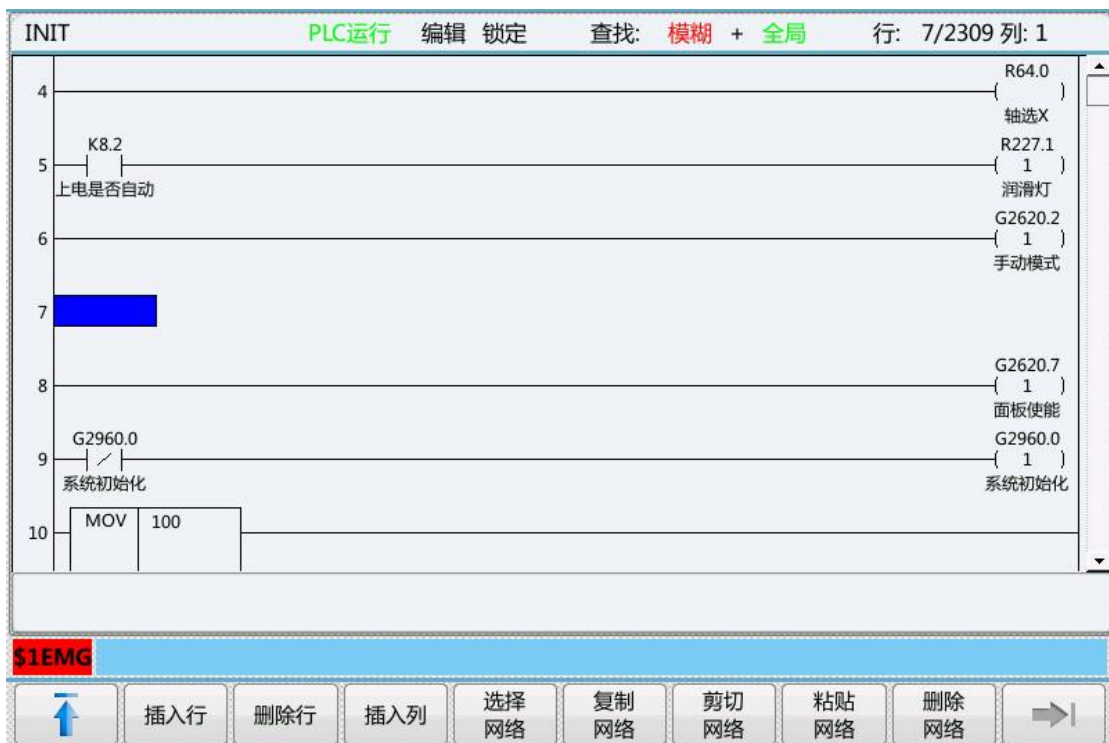 INIT PLC运行 编辑 锁定 查找: 模糊 + 全局 行: 7/2309 列: 1
R64.0
4 ( )
轴选X
K8.2 R227.1
5 ( 1 )
上电是否自动 润滑灯
G2620.2
6 ( 1 )
手动模式
7
G2620.7
8 ( 1 )
面板使能
G2960.0 G2960.0
9 ( 1 )
系统初始化 系统初始化
MOV 100
10
$1EMG
插入行 删除行 插入列 选择网络 复制网络 剪切网络 粘贴网络 删除网络